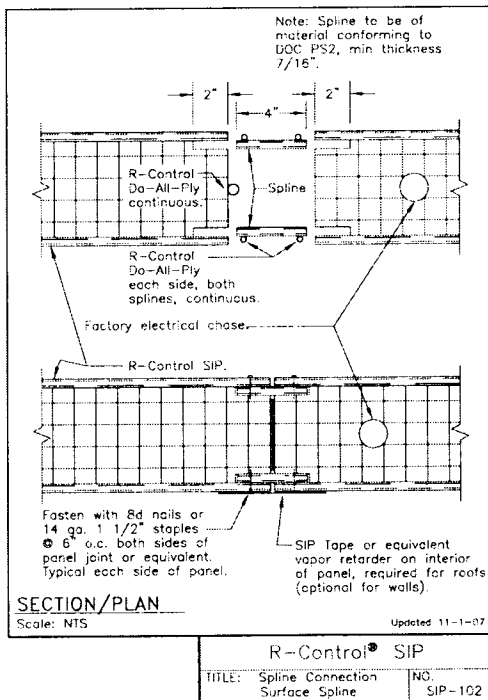 Note: Spline to be of
material conforming to
DOC PS2, min thickness
7/16".
2"
4"
2"
R-Control
Do-All-Ply
continuous.
Spline
R-Control
Do-All-Ply
each side, both
splines, continuous.
Factory electrical chase.
R-Control SIP.
Fasten with 8d nails or
14 ga. 1 1/2" staples
@ 6" o.c. both sides of
panel joint or equivalent.
Typical each side of panel.
SIP Tape or equivalent
vapor retarder on interior
of panel, required for roofs
(optional for walls).
SECTION/PLAN
Scale: NTS
Updated 11-1-07
R-Control® SIP
TITLE: Spline Connection
Surface Spline
NO.
SIP-102